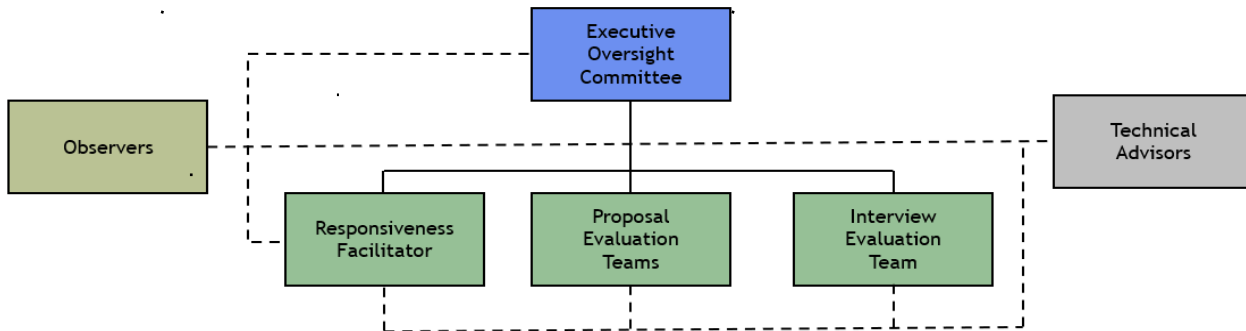 Executive
Oversight
Committee
Observers
Technical
Advisors
Responsiveness
Facilitator
Proposal
Evaluation
Teams
Interview
Evaluation
Team